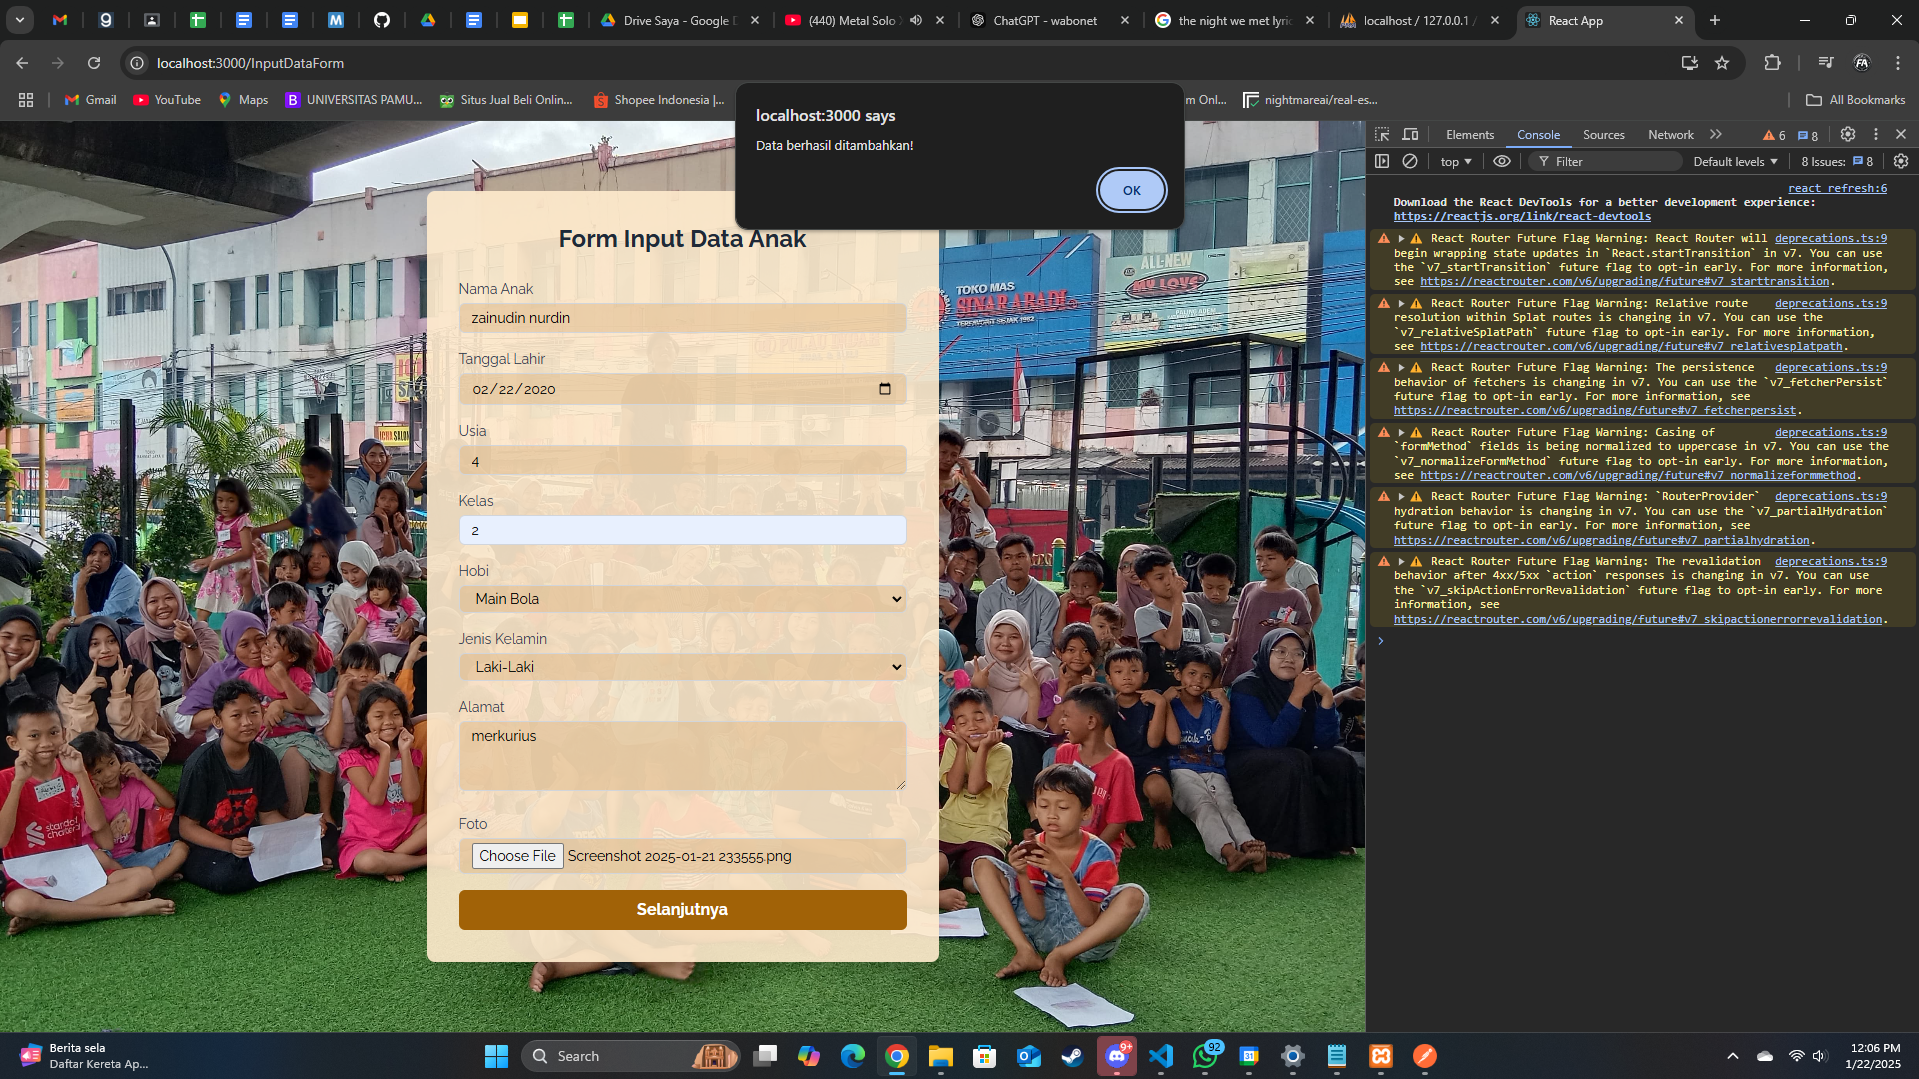 Drive Saya - Google D
(440) Metal Solo
ChatGPT - wabonet
the night we met lyric
localhost / 127.0.0.1 /
React App
localhost:3000/InputDataForm
Gmail
YouTube
Maps
UNIVERSITAS PAMU...
Situs Jual Beli Onlin...
Shopee Indonesia |...
m Onl...
nightmareai/real-es...
All Bookmarks
localhost:3000 says
Data berhasil ditambahkan!
OK
Form Input Data Anak
Nama Anak
zainudin nurdin
Tanggal Lahir
02/22/2020
Usia
4
Kelas
2
Hobi
Main Bola
Jenis Kelamin
Laki-Laki
Alamat
merkurius
Foto
Choose File Screenshot 2025-01-21 233555.png
Selanjutnya
ALL-NEW
MY LOVE
TOKO MAS
SINAR ABADI
Elements
Console
Sources
Network
6
8
top
Filter
Default levels
8 Issues: 8
react refresh:6
Download the React DevTools for a better development experience:
https://reactjs.org/link/react-devtools
React Router Future Flag Warning: React Router will deprecations.ts:9
begin wrapping state updates in `React.startTransition` in v7. You can use
the `v7_startTransition` future flag to opt-in early. For more information,
see https://reactrouter.com/v6/upgrading/future#v7_starttransition.
React Router Future Flag Warning: Relative route deprecations.ts:9
resolution within Splat routes is changing in v7. You can use the
`v7_relativeSplatPath` future flag to opt-in early. For more information,
see https://reactrouter.com/v6/upgrading/future#v7_relativesplatpath.
React Router Future Flag Warning: The persistence deprecations.ts:9
behavior of fetchers is changing in v7. You can use the `v7_fetcherPersist`
future flag to opt-in early. For more information, see
https://reactrouter.com/v6/upgrading/future#v7_fetcherpersist.
React Router Future Flag Warning: Casing of deprecations.ts:9
`formMethod` fields is being normalized to uppercase in v7. You can use the
`v7_normalizeFormMethod` future flag to opt-in early. For more information,
see https://reactrouter.com/v6/upgrading/future#v7_normalizeformmethod.
React Router Future Flag Warning: `RouterProvider` deprecations.ts:9
hydration behavior is changing in v7. You can use the `v7_partialHydration`
future flag to opt-in early. For more information, see
https://reactrouter.com/v6/upgrading/future#v7_partialhydration.
React Router Future Flag Warning: The revalidation deprecations.ts:9
behavior after 4xx/5xx `action` responses is changing in v7. You can use
the `v7_skipActionErrorRevalidation` future flag to opt-in early. For more
information, see
https://reactrouter.com/v6/upgrading/future#v7_skipactionerrorrevalidation.
Berita sela
Daftar Kereta Ap...
Search
9+
92
12:06 PM
1/22/2025